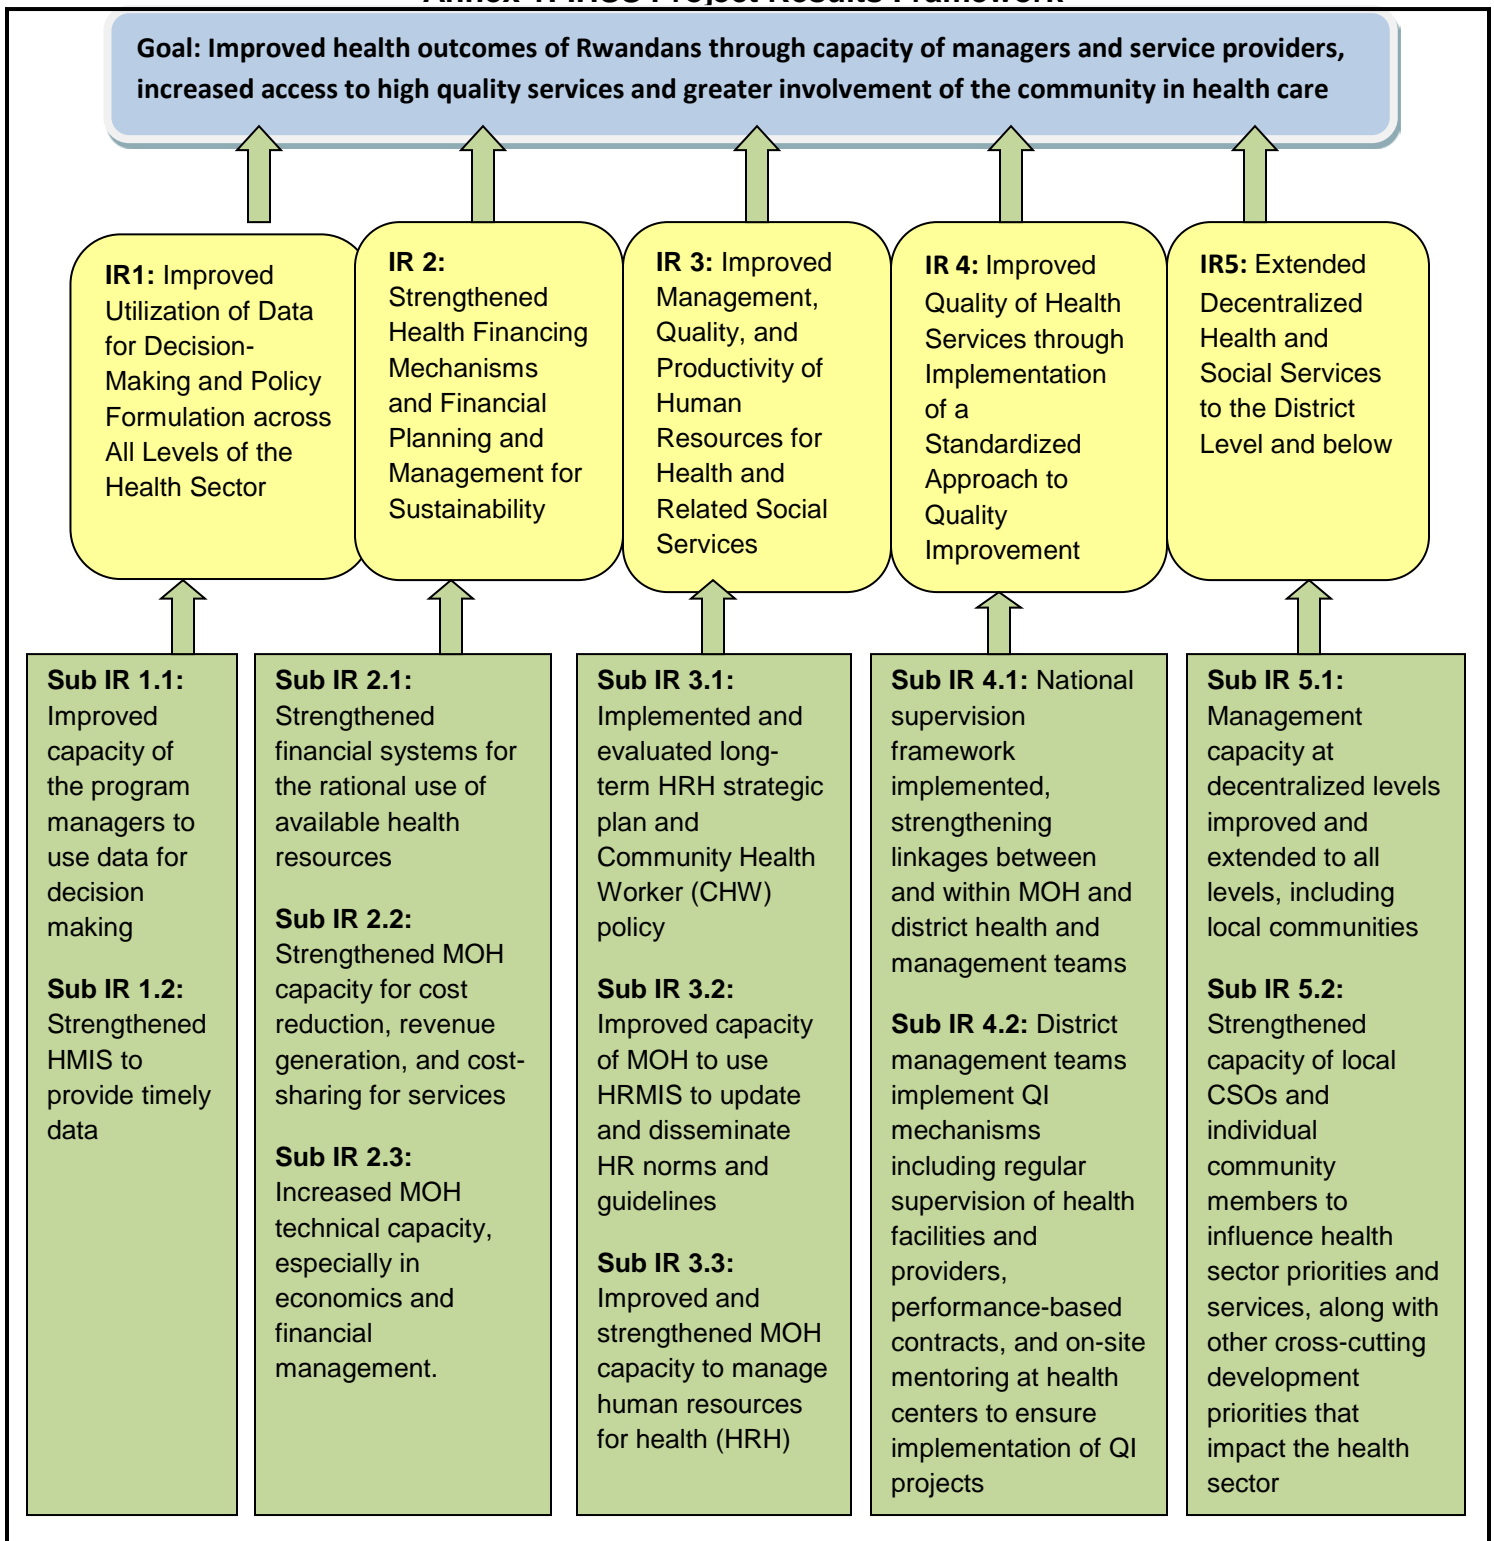 Annex 1: IHSS Project Results Framework
Goal: Improved health outcomes of Rwandans through capacity of managers and service providers,
increased access to high quality services and greater involvement of the community in health care
IR1: Improved
Utilization of Data
for Decision-
Making and Policy
Formulation across
All Levels of the
Health Sector
IR 2:
Strengthened
Health Financing
Mechanisms
and Financial
Planning and
Management for
Sustainability
IR 3: Improved
Management,
Quality, and
Productivity of
Human
Resources for
Health and
Related Social
Services
IR 4: Improved
Quality of Health
Services through
Implementation
of a
Standardized
Approach to
Quality
Improvement
IR5: Extended
Decentralized
Health and
Social Services
to the District
Level and below
Sub IR 1.1:
Improved
capacity of
the program
managers to
use data for
decision
making
Sub IR 1.2:
Strengthened
HMIS to
provide timely
data
Sub IR 2.1:
Strengthened
financial systems for
the rational use of
available health
resources
Sub IR 2.2:
Strengthened MOH
capacity for cost
reduction, revenue
generation, and cost-
sharing for services
Sub IR 2.3:
Increased MOH
technical capacity,
especially in
economics and
financial
management.
Sub IR 3.1:
Implemented and
evaluated long-
term HRH strategic
plan and
Community Health
Worker (CHW)
policy
Sub IR 3.2:
Improved capacity
of MOH to use
HRMIS to update
and disseminate
HR norms and
guidelines
Sub IR 3.3:
Improved and
strengthened MOH
capacity to manage
human resources
for health (HRH)
Sub IR 4.1: National
supervision
framework
implemented,
strengthening
linkages between
and within MOH and
district health and
management teams
Sub IR 4.2: District
management teams
implement QI
mechanisms
including regular
supervision of health
facilities and
providers,
performance-based
contracts, and on-site
mentoring at health
centers to ensure
implementation of QI
projects
Sub IR 5.1:
Management
capacity at
decentralized levels
improved and
extended to all
levels, including
local communities
Sub IR 5.2:
Strengthened
capacity of local
CSOs and
individual
community
members to
influence health
sector priorities and
services, along with
other cross-cutting
development
priorities that
impact the health
sector